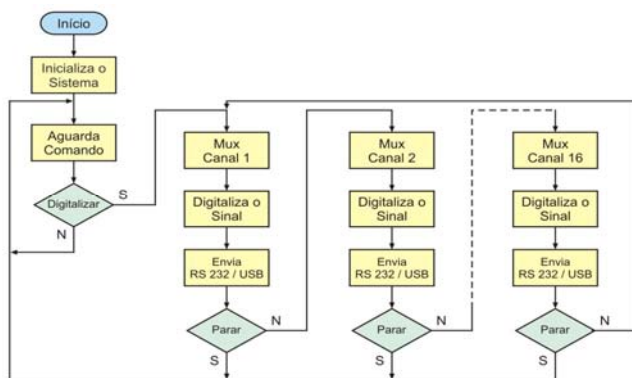 Início
Inicializa o
Sistema
Aguarda
Comando
Digitalizar
S
N
Mux
Canal 1
Digitaliza o
Sinal
Envia
RS 232 / USB
Parar
N
S
Mux
Canal 2
Digitaliza o
Sinal
Envia
RS 232 / USB
Parar
N
S
Mux
Canal 16
Digitaliza o
Sinal
Envia
RS 232 / USB
Parar
N
S